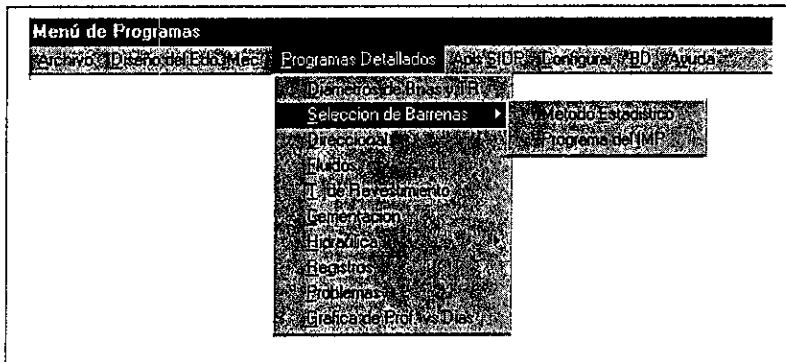 Menú de Programas
Archivo Diseño del Edo. Mec. Programas Detallados Apls SIDP Configurar BD Ayuda
Diametros de Bnas y TR
Seleccion de Barrenas
Metodo Estadistico
Direccional
Programa del IMP
Fluidos
T. de Revestimiento
Cementacion
Hidraulica
Registros
Problemas
Grafica de Prof vs Dias